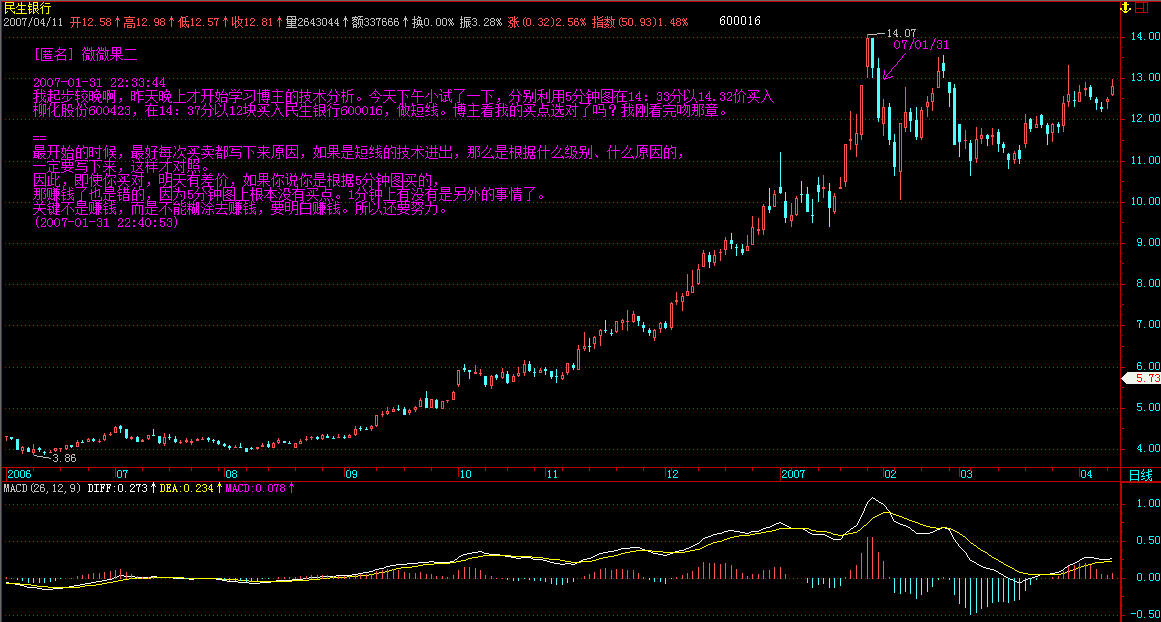 民生银行
2007/04/11 开12.58↑高12.98↑低12.57↑收12.81↑量2643044↑额337666↑换0.00% 振3.28% 涨(0.32)2.56% 指数(50.93)1.48% 600016
[匿名] 微微果二
2007-01-31 22:33:44
我起步较晚啊，昨天晚上才开始学习博主的技术分析。今天下午小试了一下，分别利用5分钟图在14：33分以14.32价买入
柳化股份600423，在14：37分以12块买入民生银行600016，做短线。博主看我的买点选对了吗？我刚看完吻那章。
==
最开始的时候，最好每次买卖都写下来原因，如果是短线的技术进出，那么是根据什么级别、什么原因的，
一定要写下来，这样才对照。
因此，即使你买对，明天有差价，如果你说你是根据5分钟图买的，
那赚钱了也是错的，因为5分钟图上根本没有买点。1分钟上有没有是另外的事情了。
关键不是赚钱，而是不能糊涂去赚钱，要明白赚钱。所以还要努力。
(2007-01-31 22:40:53)
14.07
07/01/31
3.86
14.00
13.00
12.00
11.00
10.00
9.00
8.00
7.00
6.00
5.73
5.00
4.00
2006 07 08 09 10 11 12 2007 02 03 04 日线
MACD(26,12,9) DIFF:0.273↑DEA:0.234↑MACD:0.078↑
1.00
0.50
0.00
-0.50